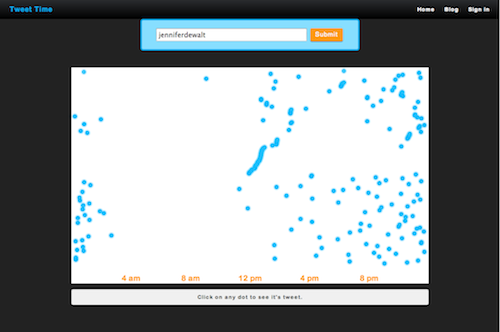 Tweet Time Home Blog Sign In
jenniferdewalt Submit
4 am 8 am 12 pm 4 pm 8 pm
Click on any dot to see it's tweet.